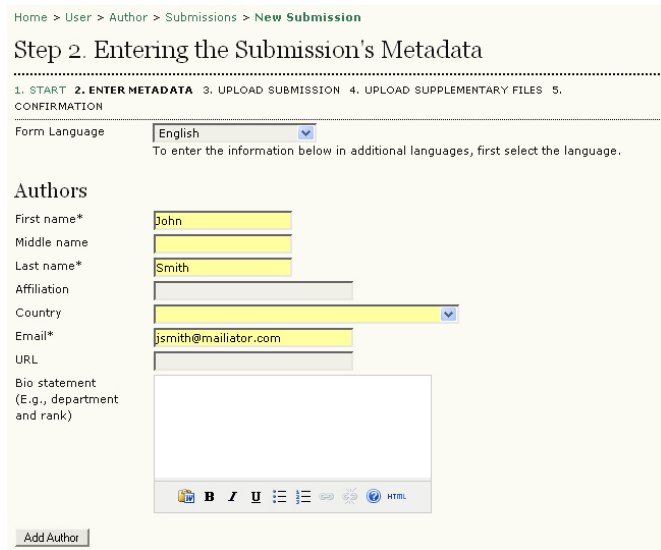 Home > User > Author > Submissions > New Submission
Step 2. Entering the Submission's Metadata
1. START 2. ENTER METADATA 3. UPLOAD SUBMISSION 4. UPLOAD SUPPLEMENTARY FILES 5.
CONFIRMATION
Form Language English
To enter the information below in additional languages, first select the language.
Authors
First name* John
Middle name
Last name* Smith
Affiliation
Country
Email* jsmith@mailiator.com
URL
Bio statement
(E.g., department
and rank)
B I U HTML
Add Author